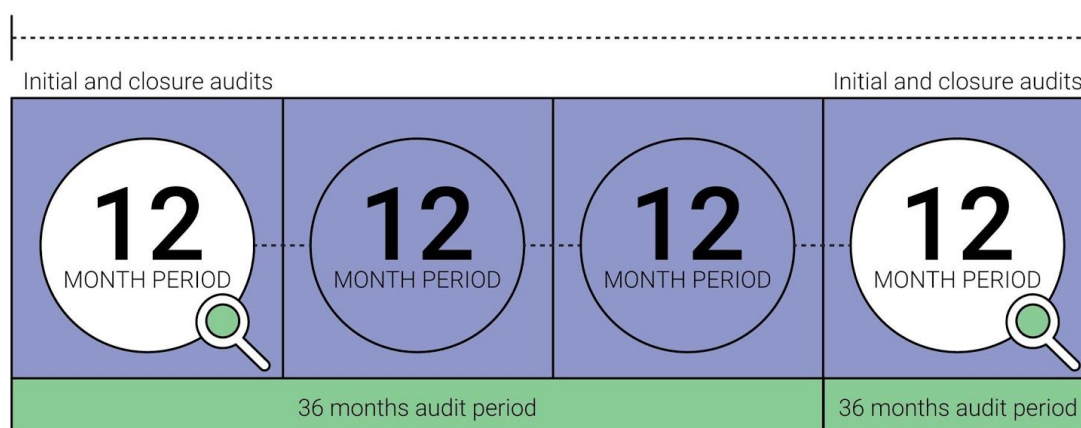 Initial and closure audits
Initial and closure audits
12
MONTH PERIOD
12
MONTH PERIOD
12
MONTH PERIOD
12
MONTH PERIOD
36 months audit period
36 months audit period